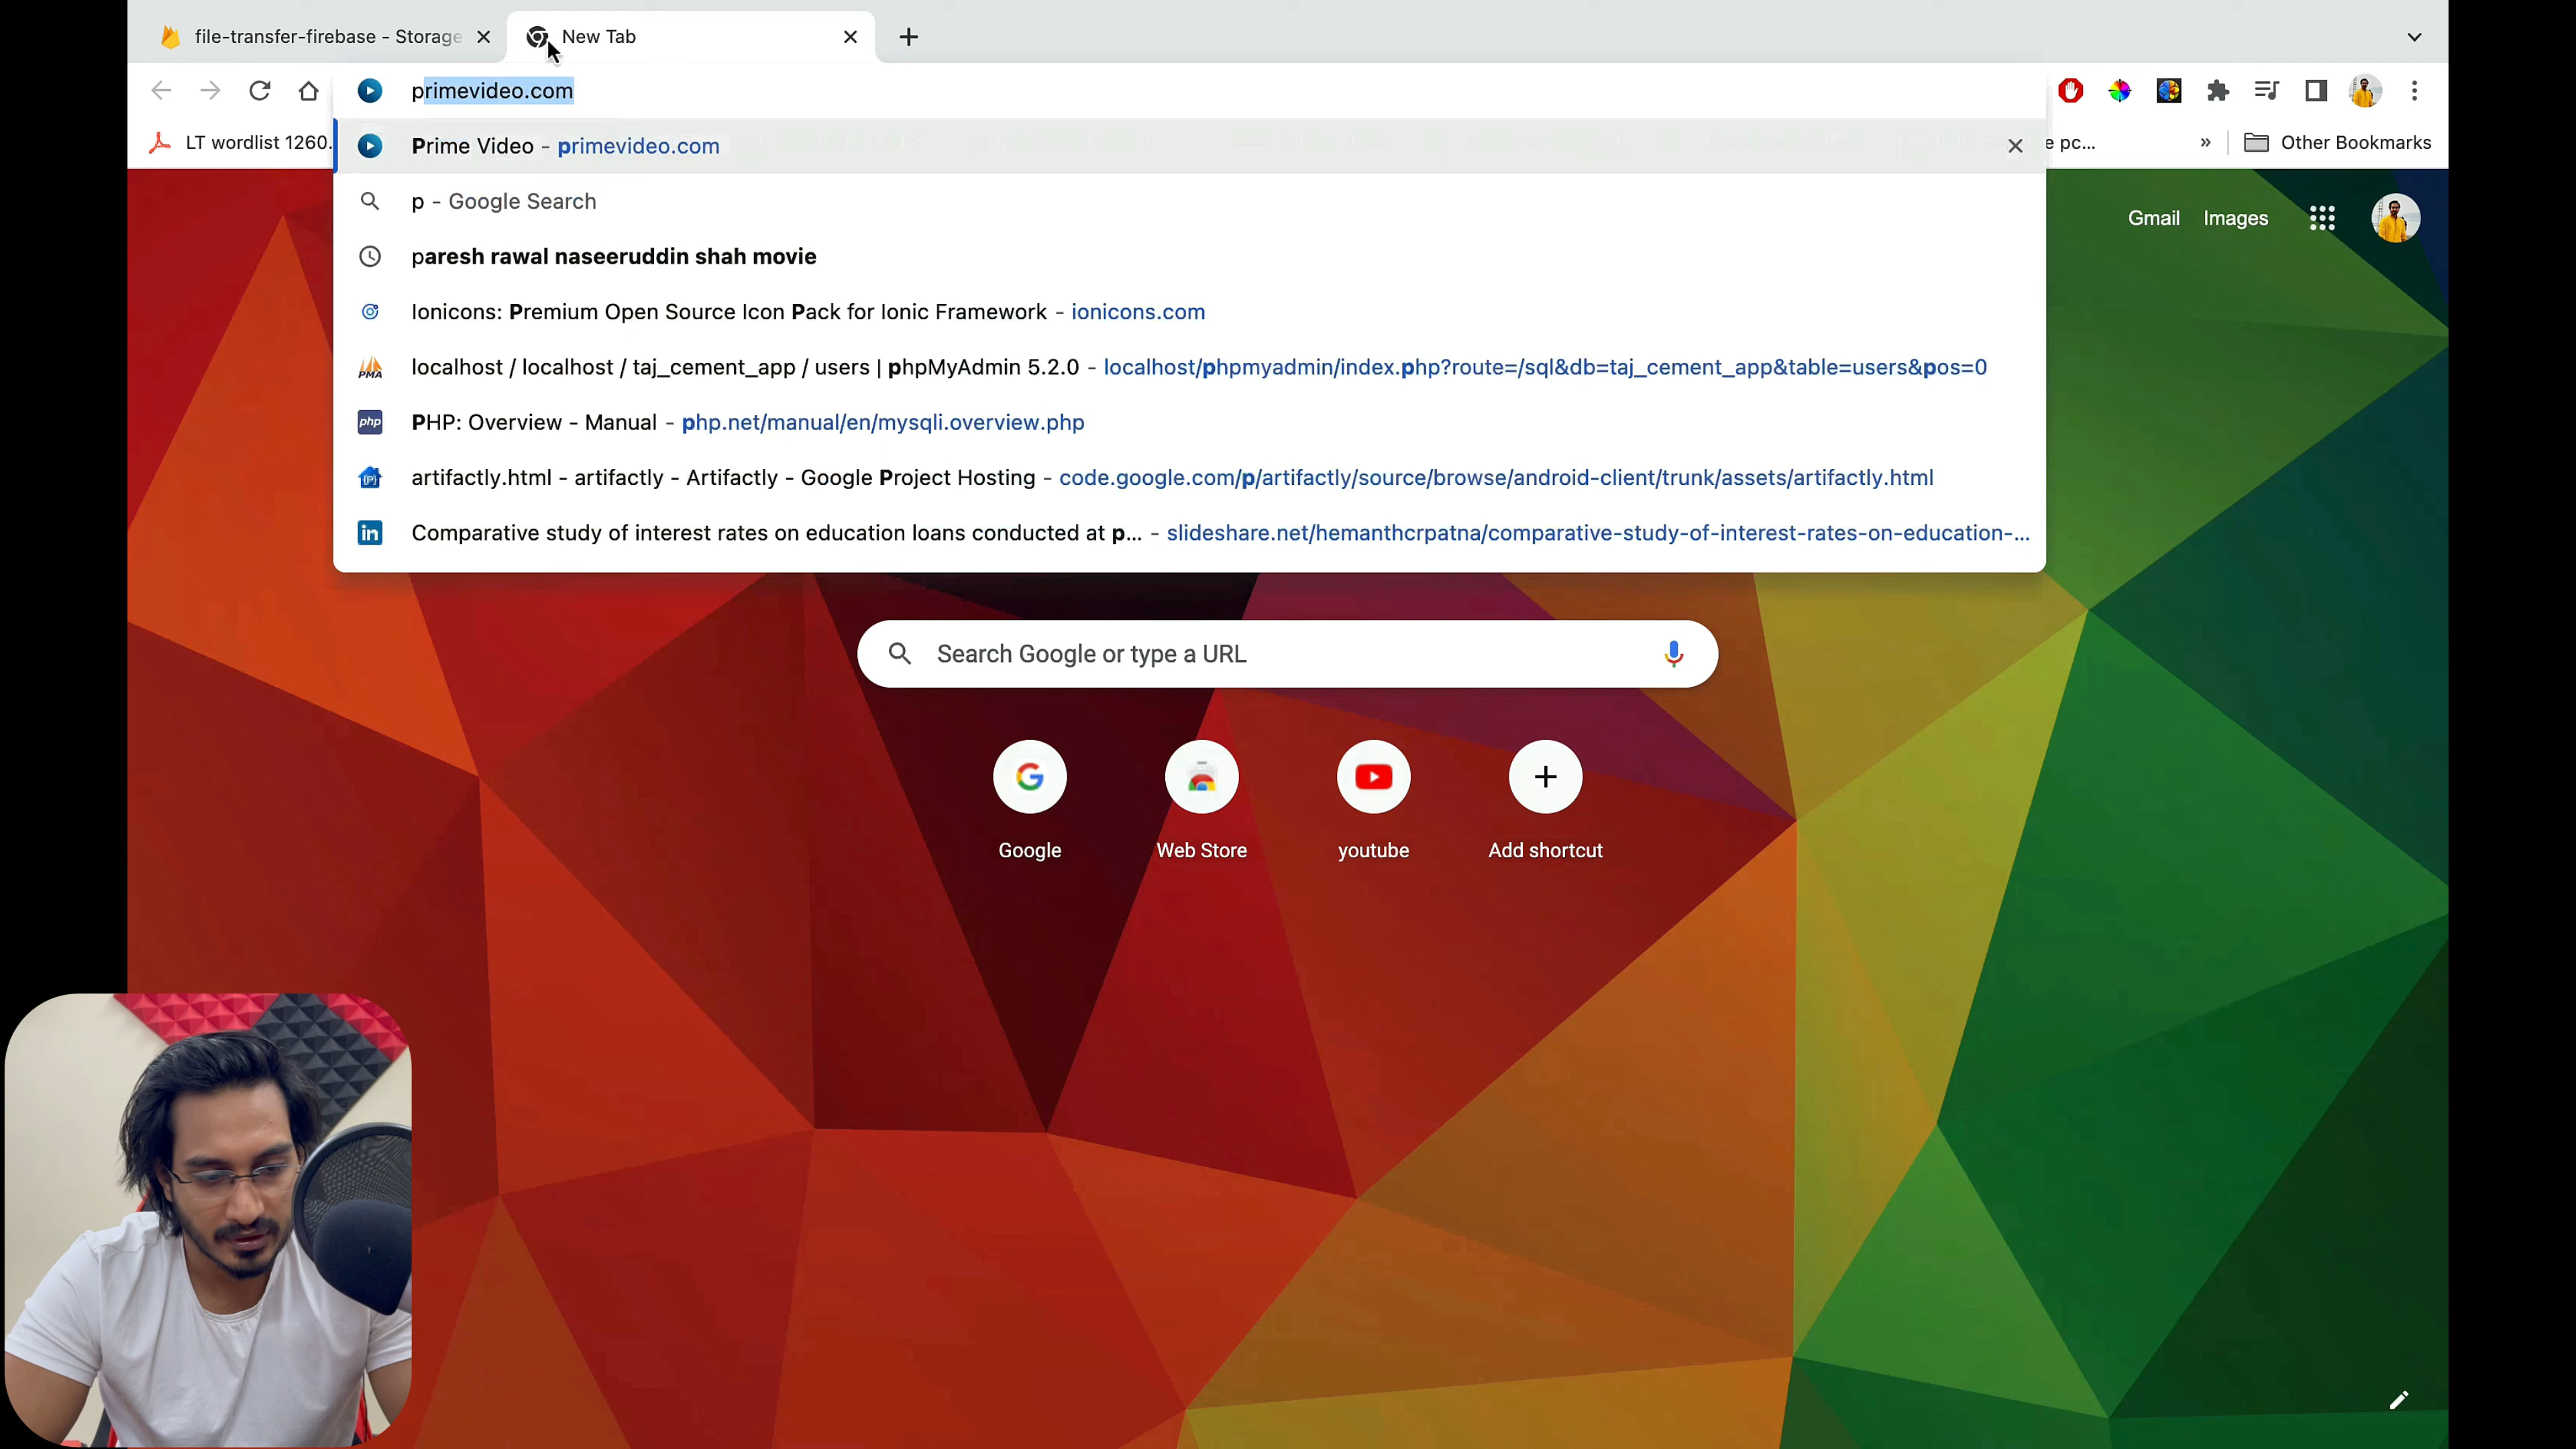 file-transfer-firebase - Storage
New Tab
primevideo.com
LT wordlist 1260.
e pc...
»
Other Bookmarks
Prime Video - primevideo.com
p - Google Search
paresh rawal naseeruddin shah movie
Ionicons: Premium Open Source Icon Pack for Ionic Framework - ionicons.com
PMA
localhost / localhost / taj_cement_app / users | phpMyAdmin 5.2.0 - localhost/phpmyadmin/index.php?route=/sql&db=taj_cement_app&table=users&pos=0
php
PHP: Overview - Manual - php.net/manual/en/mysqli.overview.php
artifactly.html - artifactly - Artifactly - Google Project Hosting - code.google.com/p/artifactly/source/browse/android-client/trunk/assets/artifactly.html
in
Comparative study of interest rates on education loans conducted at p... - slideshare.net/hemanthcrpatna/comparative-study-of-interest-rates-on-education-...
Gmail
Images
Search Google or type a URL
Google
Web Store
youtube
Add shortcut